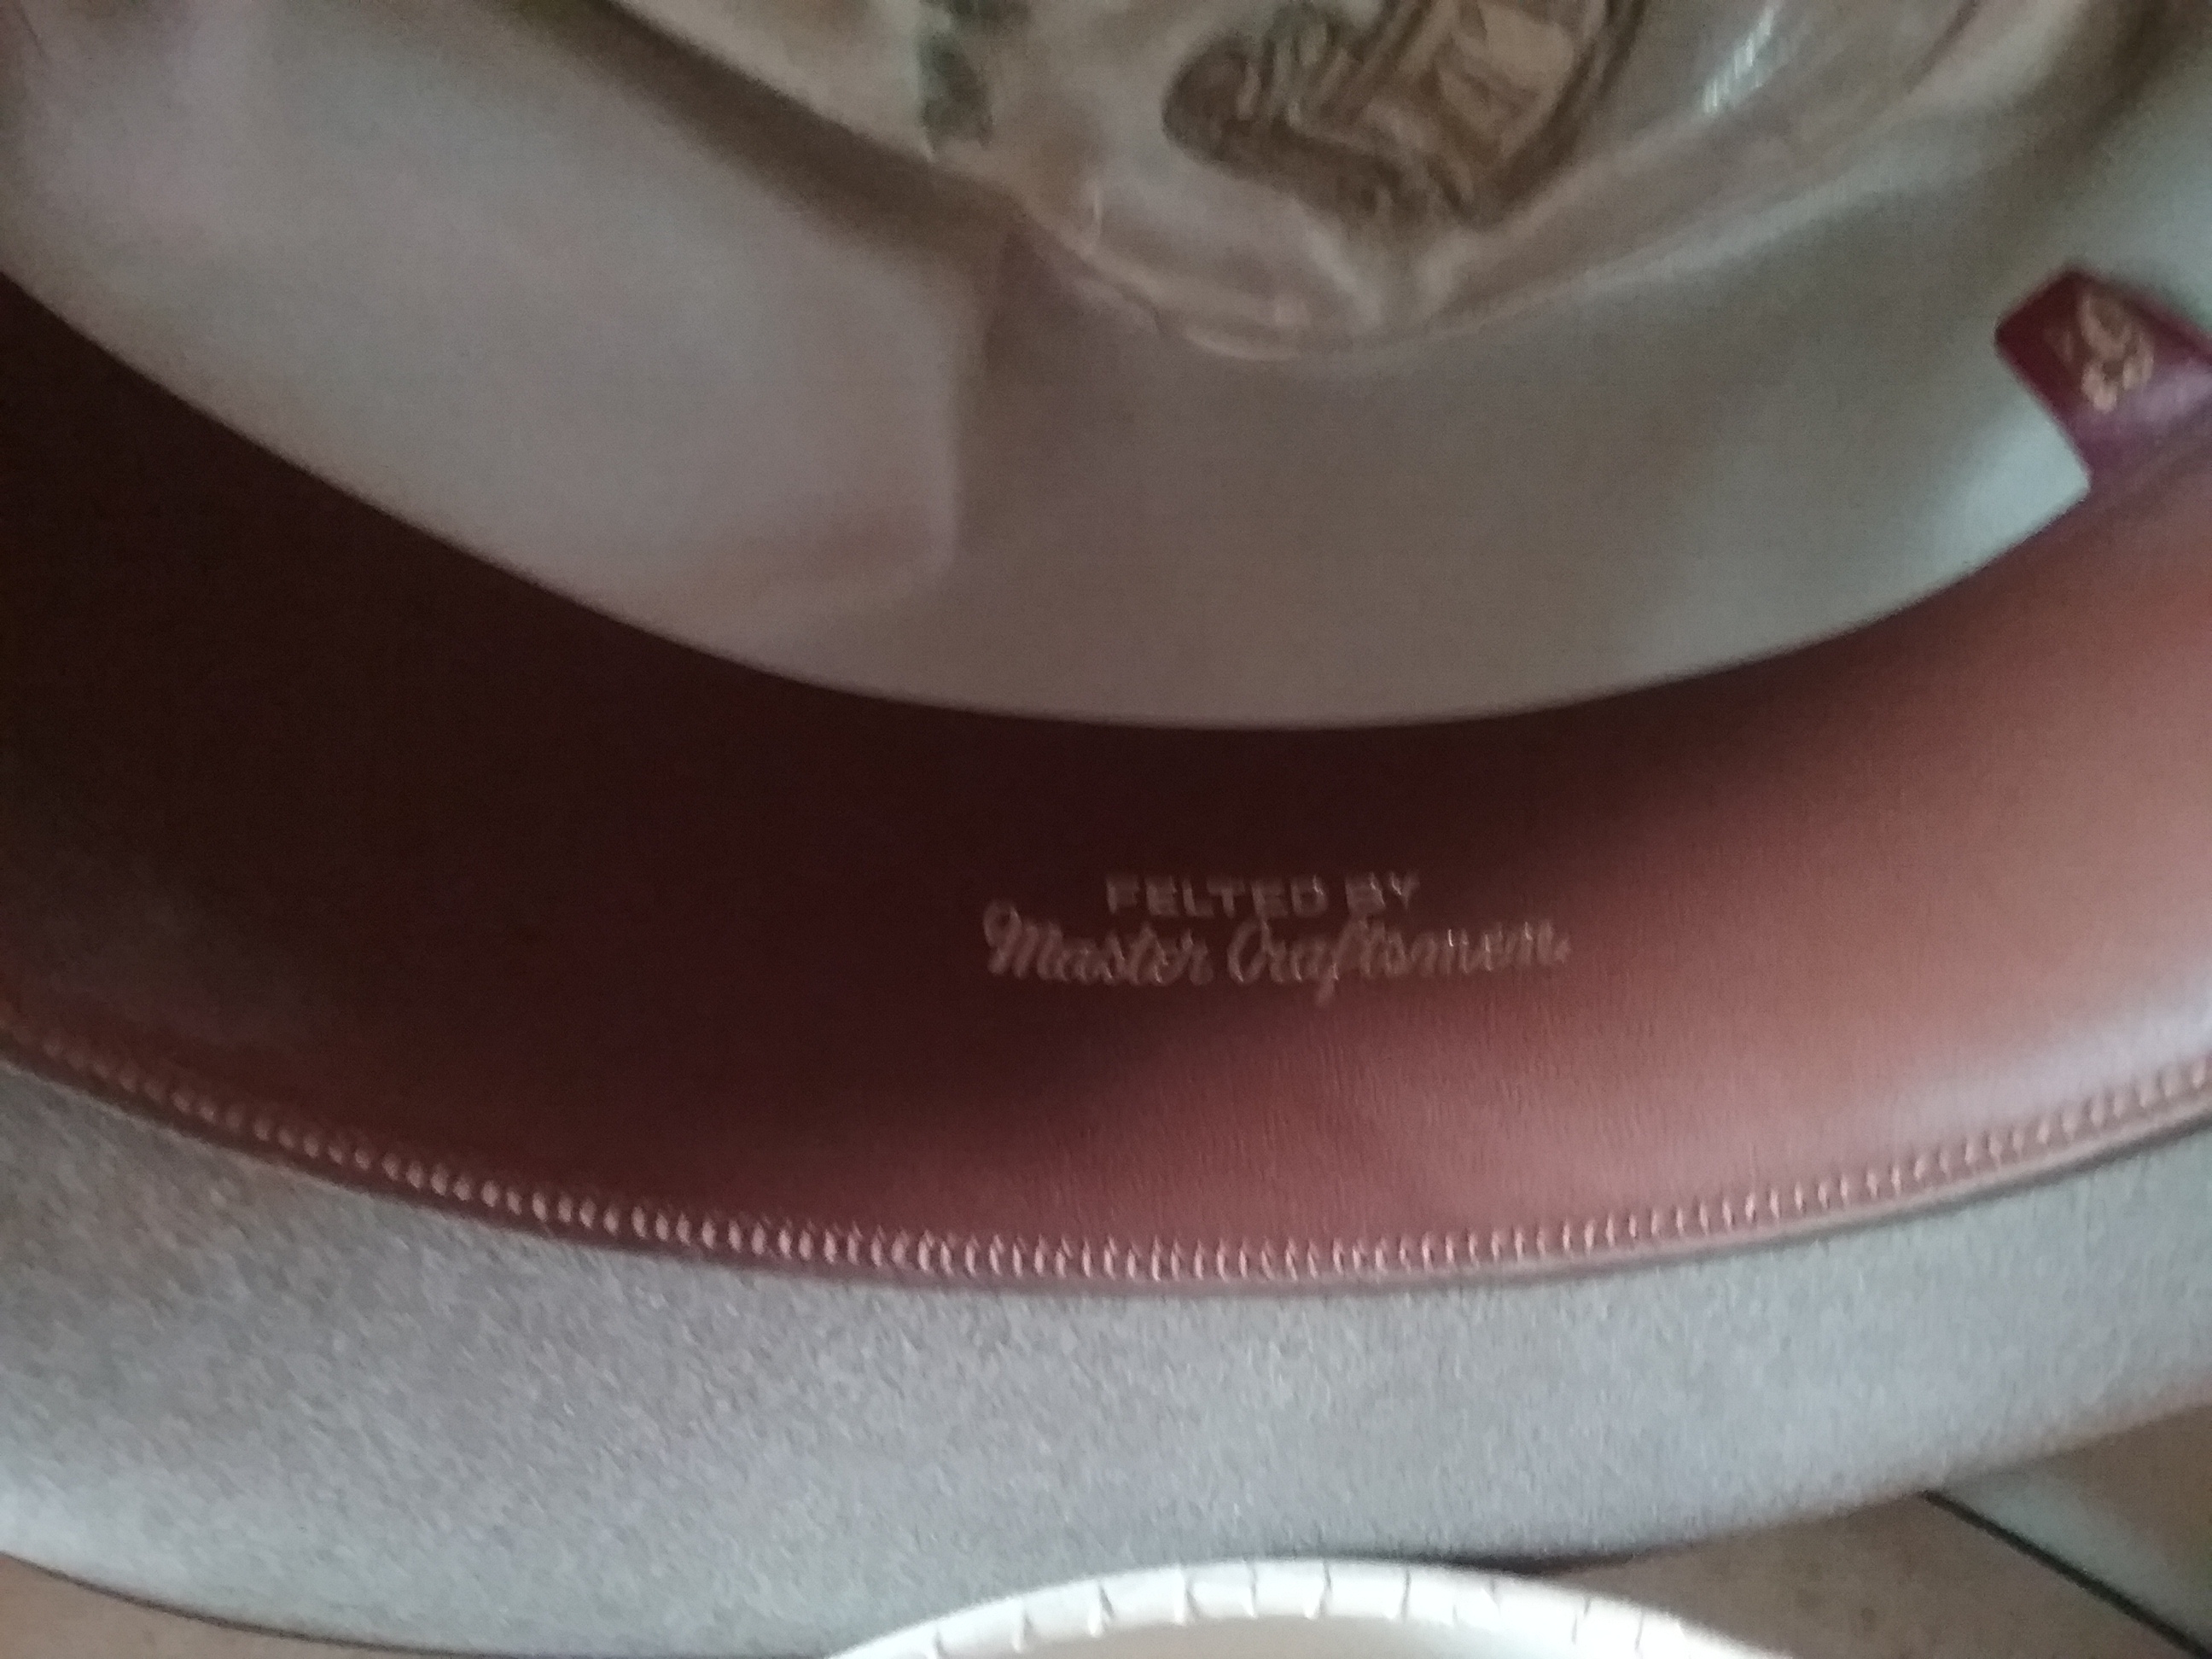 FELTED BY
Master Craftsmen.